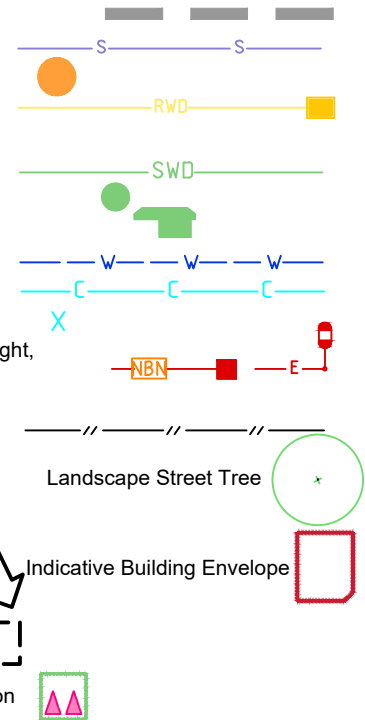 S S
RWD
SWD
W W W
C C C
X
ght,
NBN E
// // //
Landscape Street Tree
Indicative Building Envelope
on